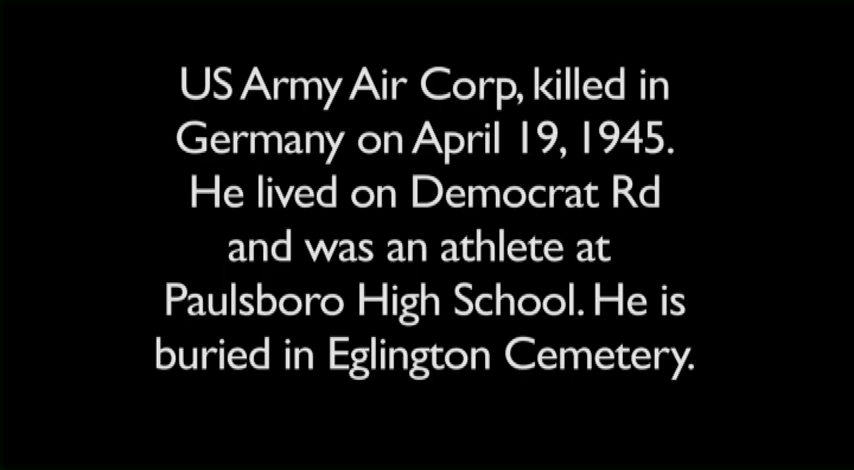 US Army Air Corp, killed in
Germany on April 19, 1945.
He lived on Democrat Rd
and was an athlete at
Paulsboro High School. He is
buried in Eglington Cemetery.